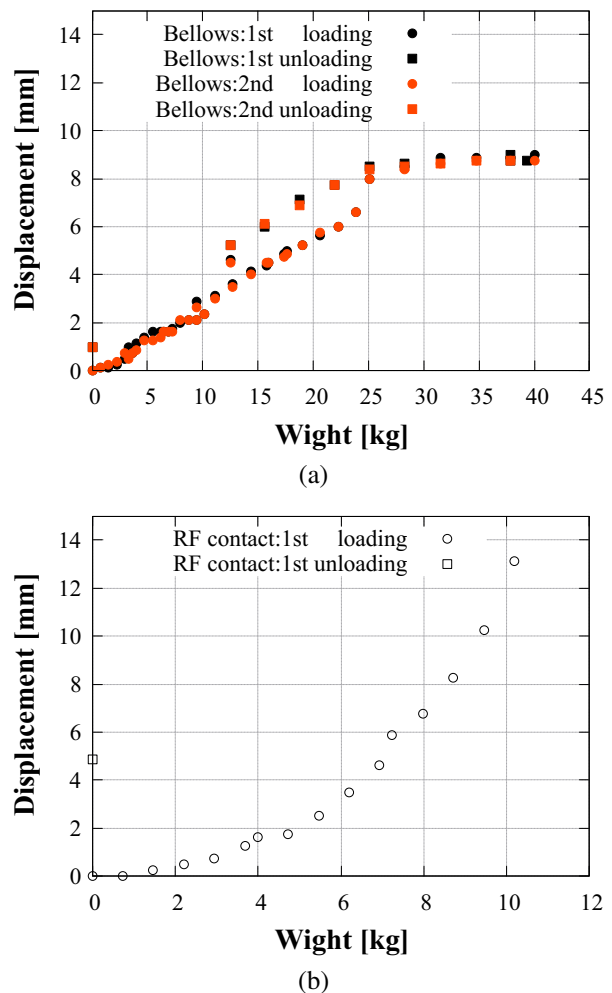 14
12
10
8
6
4
2
0
Displacement [mm]
Bellows:1st loading
Bellows:1st unloading
Bellows:2nd loading
Bellows:2nd unloading
0 5 10 15 20 25 30 35 40 45
Wight [kg]
(a)
14
12
10
8
6
4
2
0
Displacement [mm]
RF contact:1st loading
RF contact:1st unloading
0 2 4 6 8 10 12
Wight [kg]
(b)